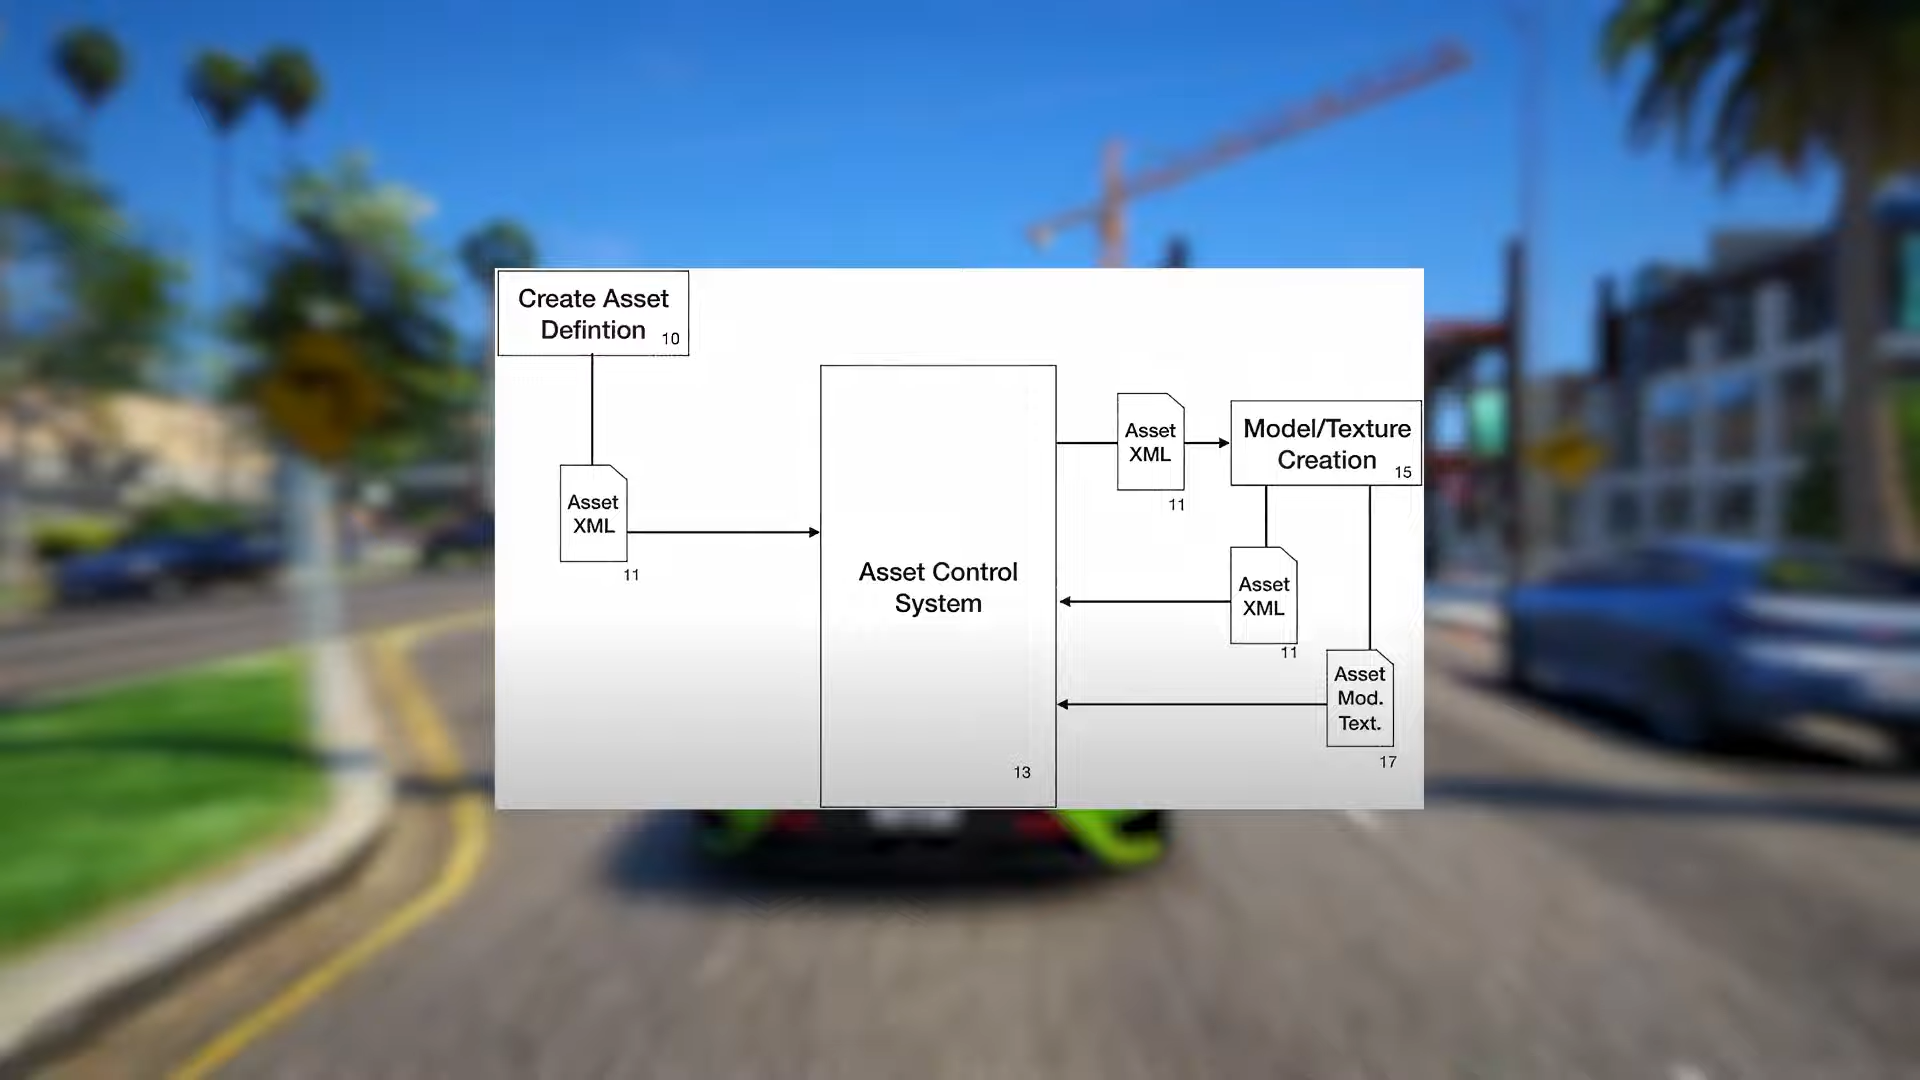 Create Asset
Defintion
10
Asset
XML
11
Asset Control
System
13
Asset
XML
11
Model/Texture
Creation
15
Asset
XML
11
Asset
Mod.
Text.
17